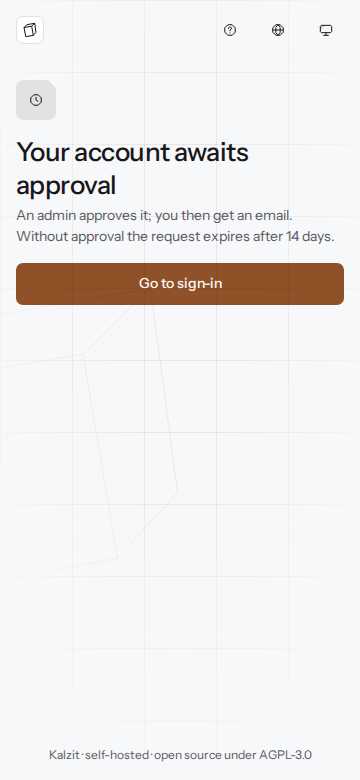 Your account awaits
approval
An admin approves it; you then get an email.
Without approval the request expires after 14 days.
Go to sign-in
Kalzit · self-hosted · open source under AGPL-3.0